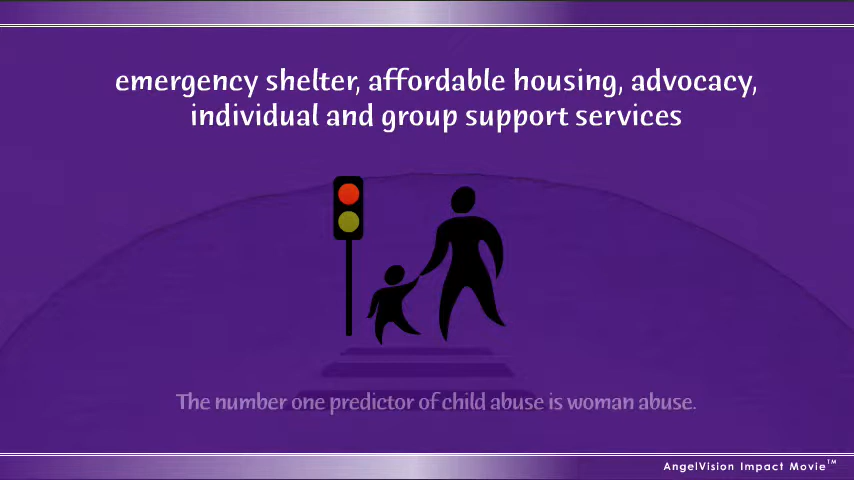 emergency shelter, affordable housing, advocacy,
individual and group support services
The number one predictor of child abuse is woman abuse.
AngelVision Impact Movie™